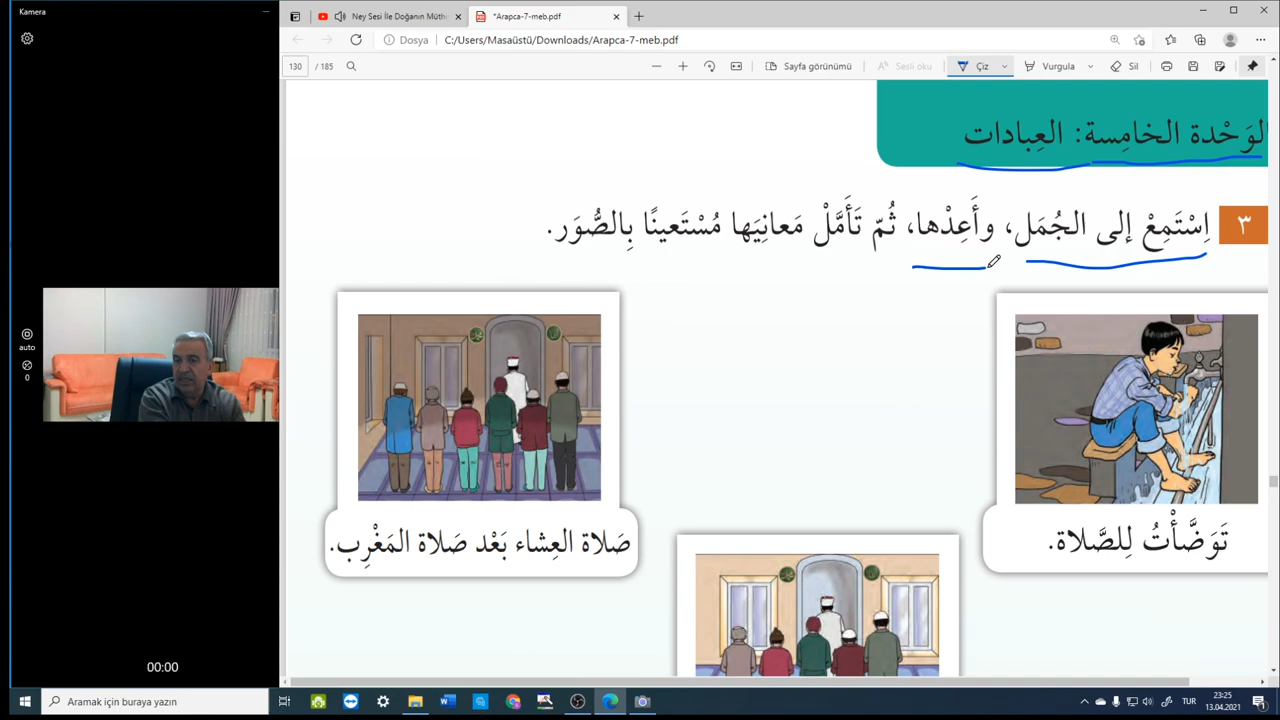 Kamera
Ney Sesi İle Doğanın Müthi
*Arapca-7-meb.pdf
Dosya
C:/Users/Masaüstü/Downloads/Arapca-7-meb.pdf
130 / 185
Sayfa görünümü
Sesli oku
Çiz
Vurgula
Sil
الوَحْدة الخامِسة: العِبادات
٣ اِسْتَمِعْ إلى الجُمَل، وأَعِدْها، ثُمّ تَأَمَّلْ مَعانِيَها مُسْتَعينًا بِالصُّوَر.
auto
0
تَوَضَّأْتُ لِلصَّلاة.
صَلاة العِشاء بَعْد صَلاة المَغْرِب.
00:00
Aramak için buraya yazın
TUR
23:25
13.04.2021